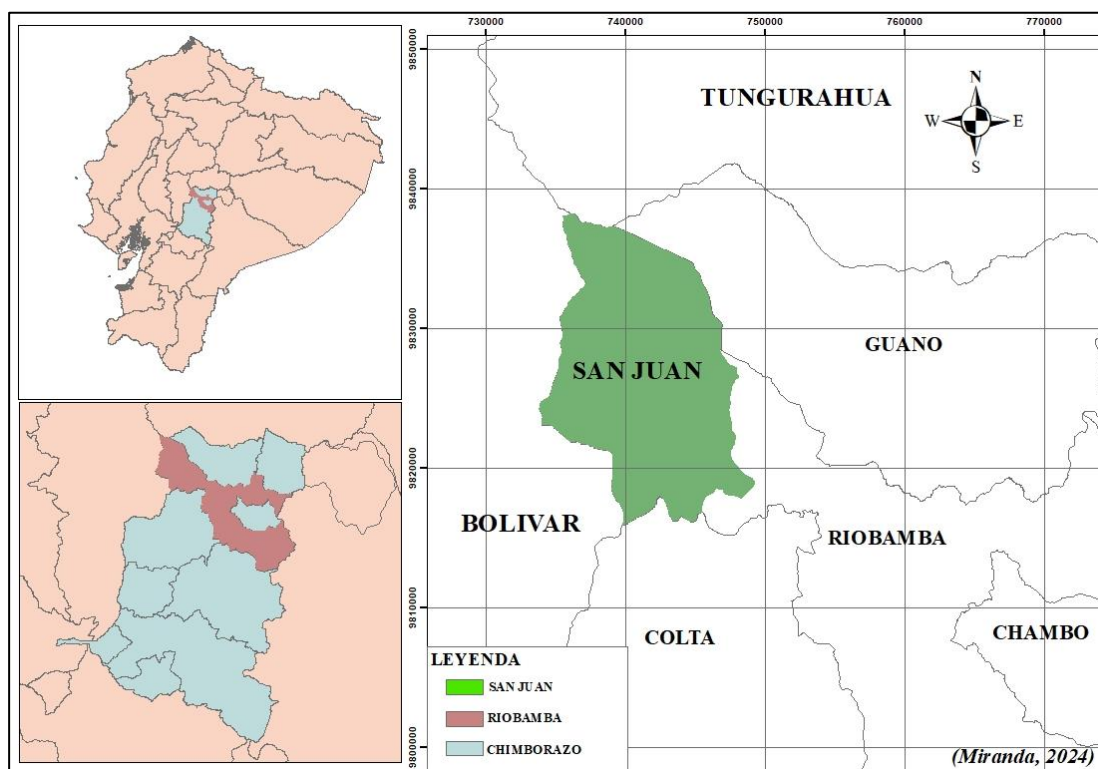 730000 740000 750000 760000 770000
9850000
9840000
9830000
9820000
9810000
9800000
TUNGURAHUA
N
W E
S
GUANO
SAN JUAN
BOLIVAR
RIOBAMBA
COLTA
CHAMBO
LEYENDA
SAN JUAN
RIOBAMBA
CHIMBORAZO
(Miranda, 2024)